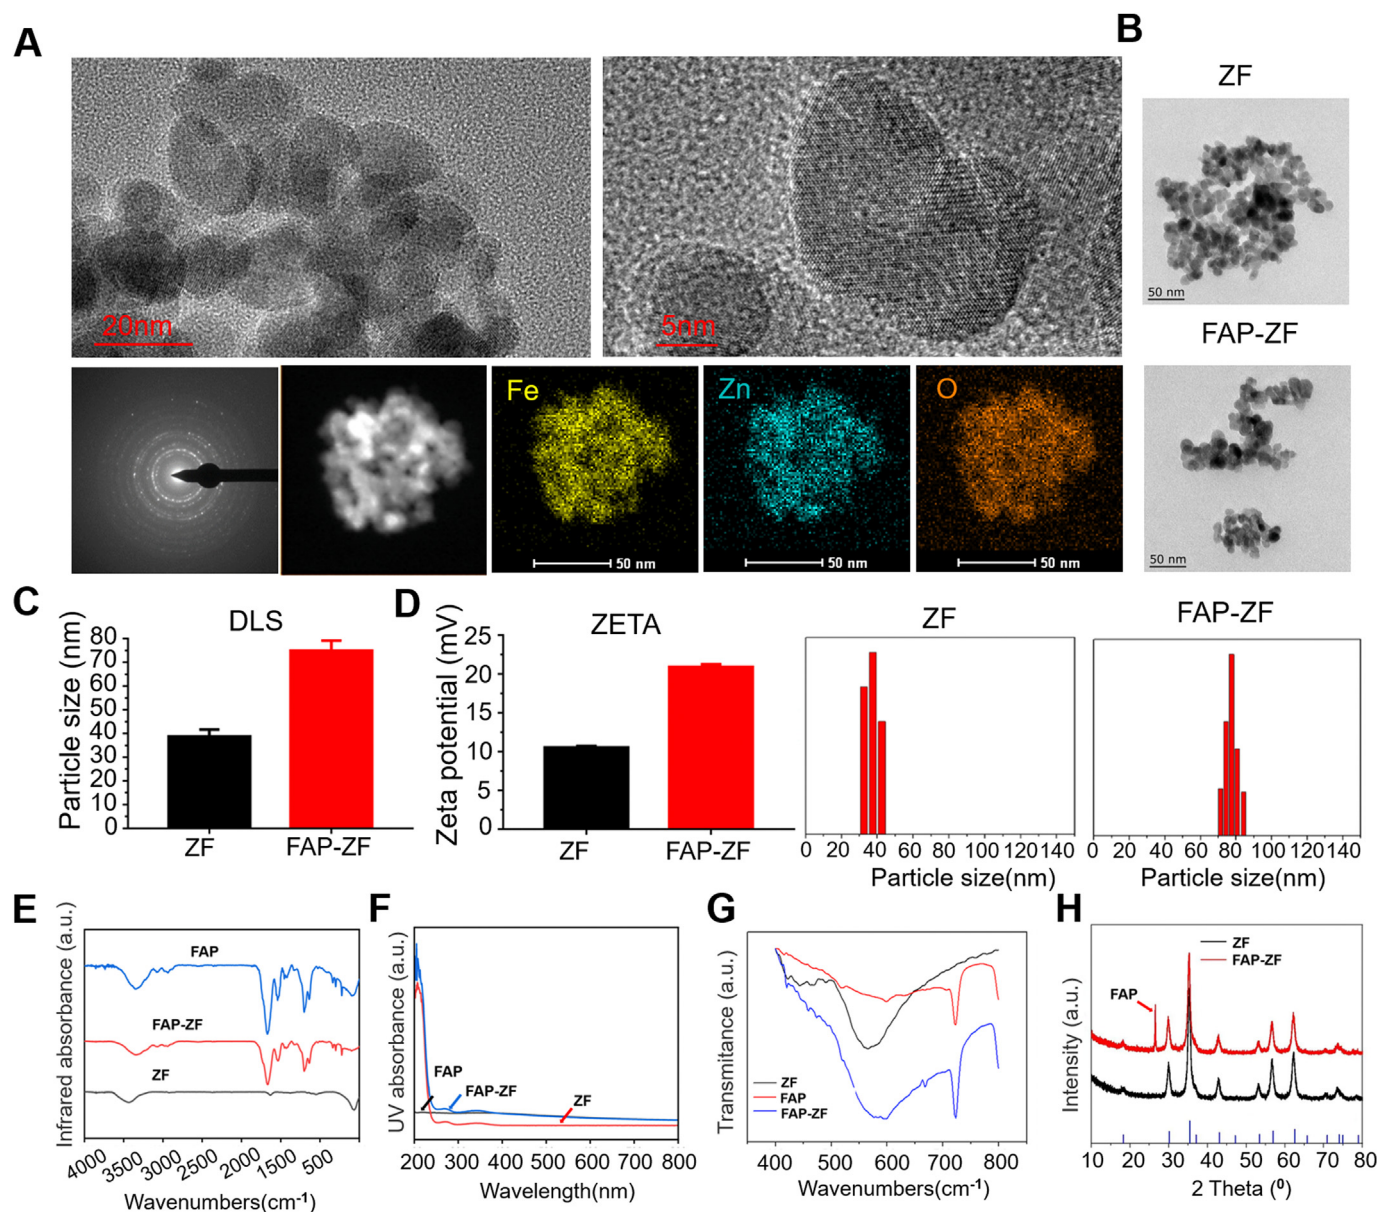 A
B
ZF
20nm
5nm
50 nm
FAP-ZF
Fe
Zn
O
50 nm
50 nm
50 nm
50 nm
C
DLS
Particle size (nm)
80
70
60
50
40
30
20
10
0
ZF
FAP-ZF
D
ZETA
Zeta potential (mV)
25
20
15
10
5
0
ZF
FAP-ZF
ZF
0 20 40 60 80 100 120 140
Particle size(nm)
FAP-ZF
0 20 40 60 80 100 120 140
Particle size(nm)
E
Infrared absorbance (a.u.)
FAP
FAP-ZF
ZF
4000 3500 3000 2500 2000 1500 500
Wavenumbers(cm-1)
F
UV absorbance (a.u.)
FAP
FAP-ZF
ZF
200 300 400 500 600 700 800
Wavelength(nm)
G
Transmitance (a.u.)
ZF
FAP
FAP-ZF
400 500 600 700 800
Wavenumbers(cm-1)
H
Intensity (a.u.)
ZF
FAP-ZF
FAP
10 20 30 40 50 60 70 80
2 Theta (0)